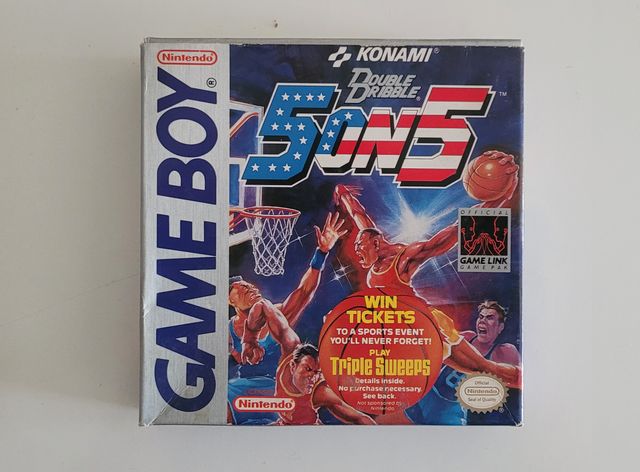 Nintendo®
GAME BOY®
KONAMI®
DOUBLE
DRIBBLE®
5 ON 5™
OFFICIAL
GAME LINK
GAME PAK
WIN
TICKETS
TO A SPORTS EVENT
YOU'LL NEVER FORGET!
PLAY
Triple Sweeps
Details inside.
No purchase necessary.
See back.
Not sponsored by
Nintendo
Nintendo
Official
Nintendo
Seal of Quality